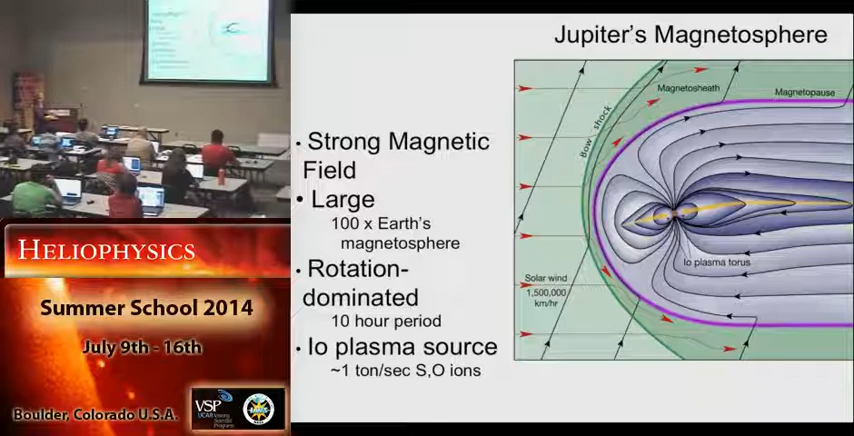 Jupiter's Magnetosphere
• Strong Magnetic
Field
• Large
100 x Earth's
magnetosphere
• Rotation-
dominated
10 hour period
• Io plasma source
~1 ton/sec S,O ions
Bow shock
Magnetosheath
Magnetopause
Io plasma torus
Solar wind
1,500,000
km/hr
HELIOPHYSICS
Summer School 2014
July 9th - 16th
Boulder, Colorado U.S.A.
VSP
UCAR Visiting
Scientist
Programs